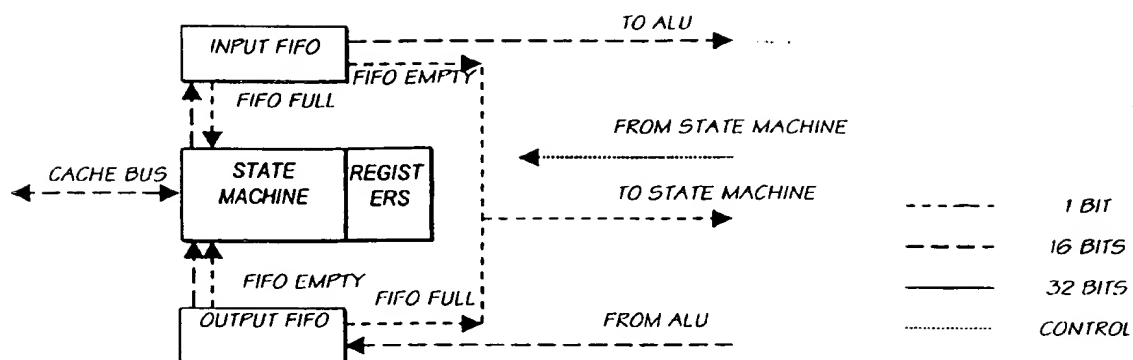 TO ALU
INPUT FIFO
FIFO EMPTY
FIFO FULL
FROM STATE MACHINE
CACHE BUS
STATE
MACHINE
REGIST
ERS
TO STATE MACHINE
1 BIT
16 BITS
FIFO EMPTY
FIFO FULL
32 BITS
OUTPUT FIFO
FROM ALU
CONTROL